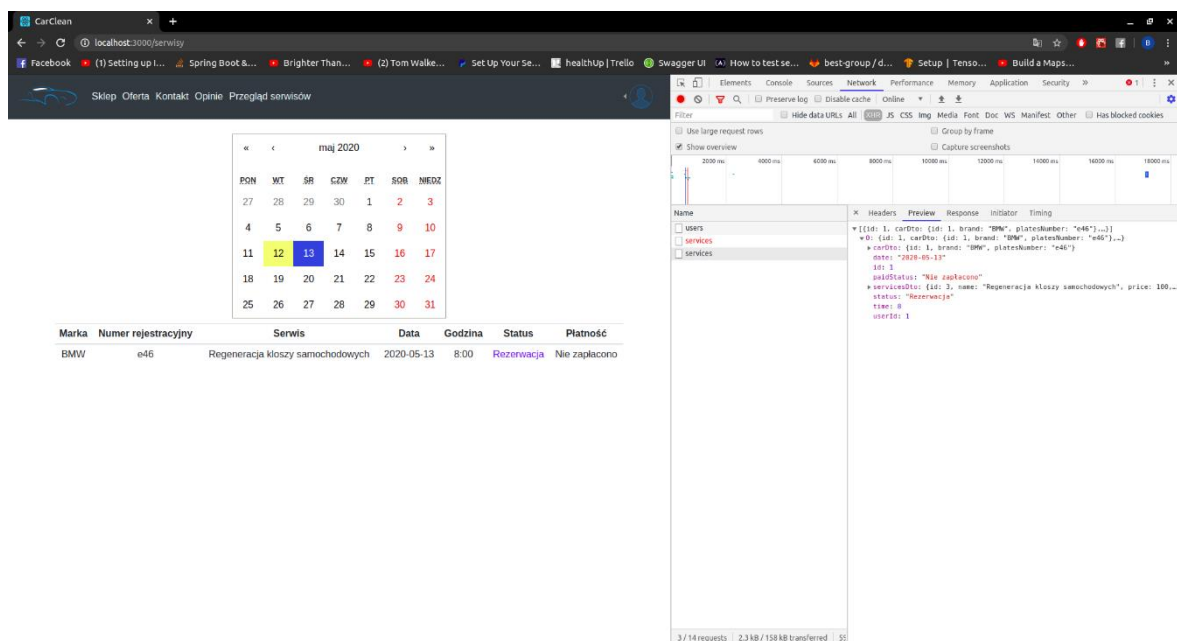 CarClean × +
localhost:3000/serwisy
Facebook (1) Setting up I... Spring Boot &... Brighter Than... (2) Tom Walke... Set Up Your Se... healthUp | Trello Swagger UI How to test se... best-group / d... Setup | Tenso... Build a Maps... »
Sklep Oferta Kontakt Opinie Przegląd serwisów
« ‹ maj 2020 › »
PON WT ŚR CZW PT SOB NIEDZ
27 28 29 30 1 2 3
4 5 6 7 8 9 10
11 12 13 14 15 16 17
18 19 20 21 22 23 24
25 26 27 28 29 30 31
Marka Numer rejestracyjny Serwis Data Godzina Status Płatność
BMW e46 Regeneracja kloszy samochodowych 2020-05-13 8:00 Rezerwacja Nie zapłacono
Elements Console Sources Network Performance Memory Application Security » 1
Preserve log Disable cache Online
Filter Hide data URLs All XHR JS CSS Img Media Font Doc WS Manifest Other Has blocked cookies
Use large request rows Group by frame
Show overview Capture screenshots
2000 ms 4000 ms 6000 ms 8000 ms 10000 ms 12000 ms 14000 ms 16000 ms 18000 ms
Name × Headers Preview Response Initiator Timing
users
services
services
[{id: 1, carDto: {id: 1, brand: "BMW", platesNumber: "e46"},…}]
0: {id: 1, carDto: {id: 1, brand: "BMW", platesNumber: "e46"},…}
carDto: {id: 1, brand: "BMW", platesNumber: "e46"}
date: "2020-05-13"
id: 1
paidStatus: "Nie zapłacono"
servicesDto: {id: 3, name: "Regeneracja kloszy samochodowych", price: 100,…
status: "Rezerwacja"
time: 8
userId: 1
3 / 14 requests 2.3 kB / 158 kB transferred